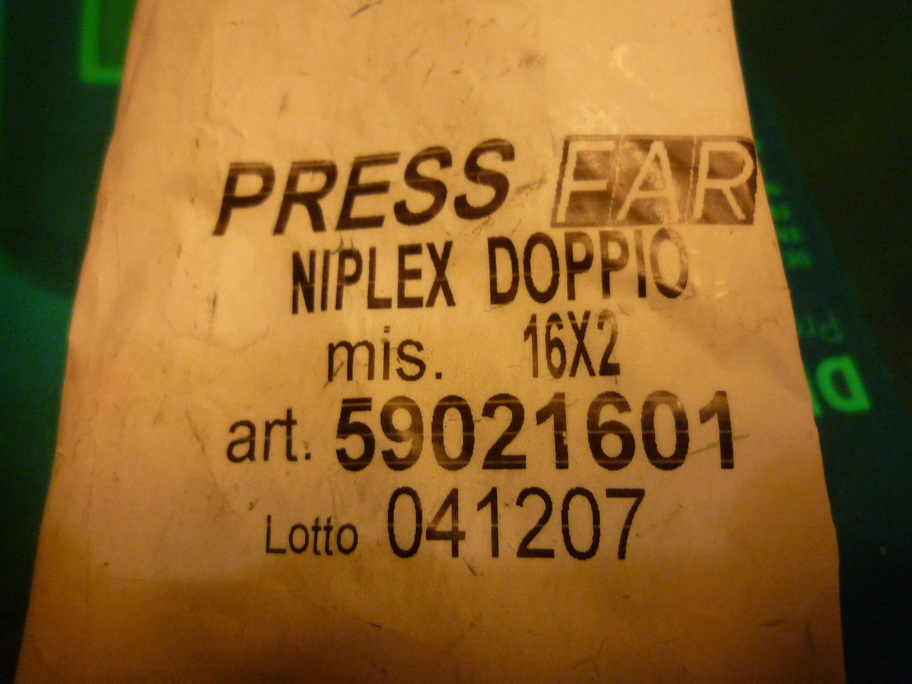 PRESS FAR
NIPLEX DOPPIO
mis. 16X2
art. 59021601
Lotto 041207